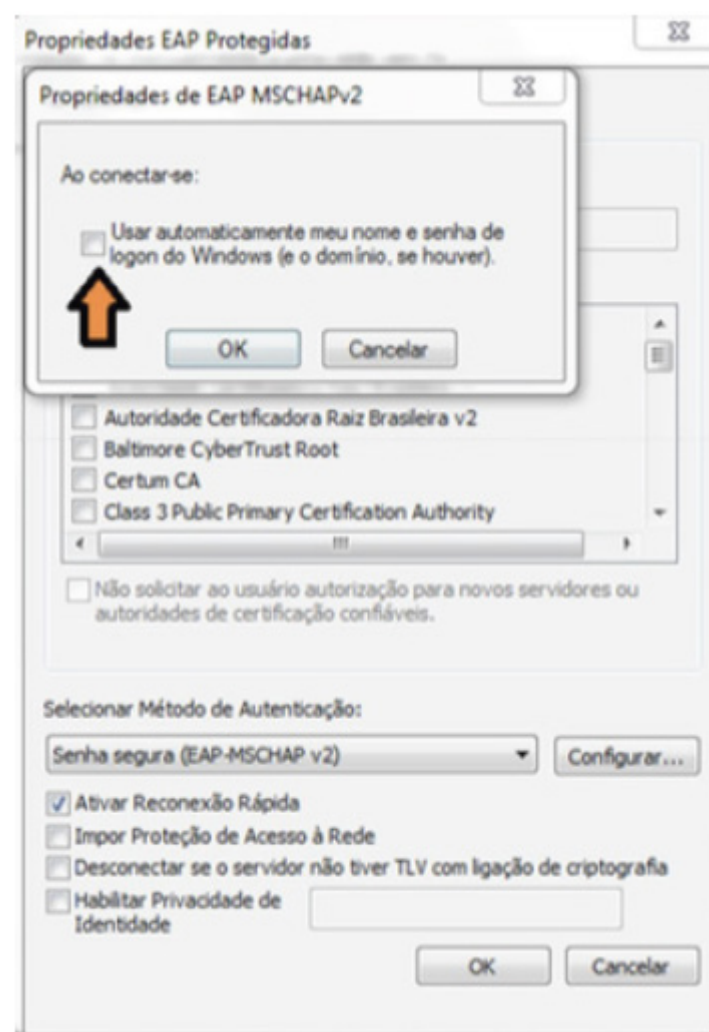 Propriedades EAP Protegidas
Propriedades de EAP MSCHAPv2
Ao conectar-se:
Usar automaticamente meu nome e senha de
logon do Windows (e o domínio, se houver).
OK
Cancelar
Autoridade Certificadora Raiz Brasileira v2
Baltimore CyberTrust Root
Certum CA
Class 3 Public Primary Certification Authority
Não solicitar ao usuário autorização para novos servidores ou
autoridades de certificação confiáveis.
Selecionar Método de Autenticação:
Senha segura (EAP-MSCHAP v2)
Configurar...
Ativar Reconexão Rápida
Impor Proteção de Acesso à Rede
Desconectar se o servidor não tiver TLV com ligação de criptografia
Habilitar Privacidade de
Identidade
OK
Cancelar